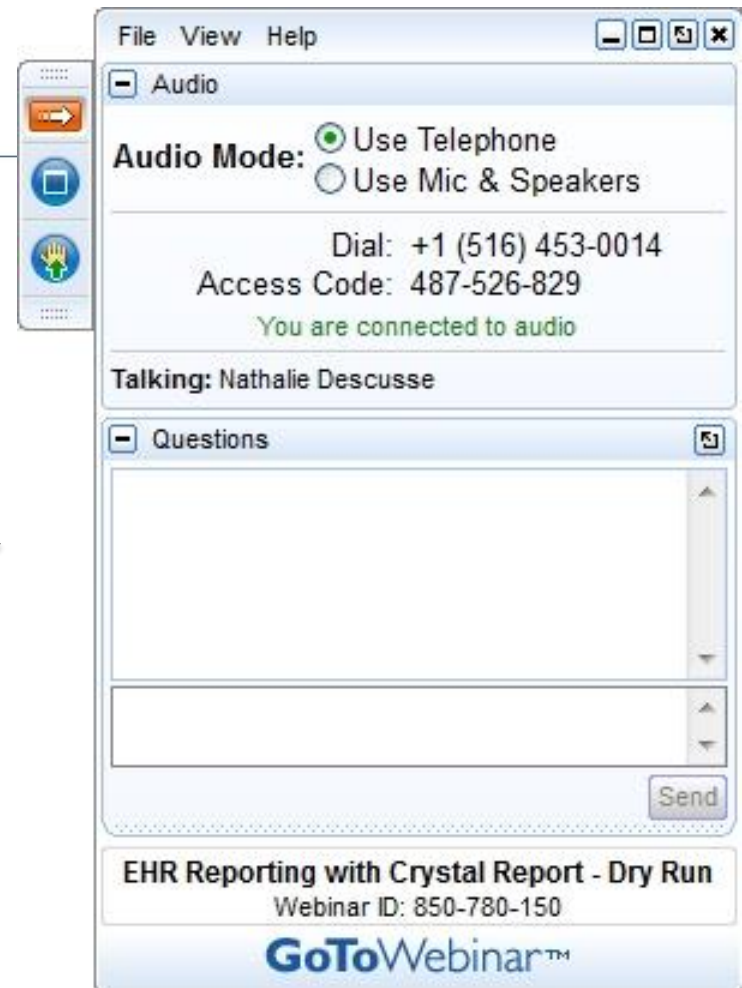 File View Help
Audio
Audio Mode: Use Telephone
Use Mic & Speakers
Dial: +1 (516) 453-0014
Access Code: 487-526-829
You are connected to audio
Talking: Nathalie Descusse
Questions
Send
EHR Reporting with Crystal Report - Dry Run
Webinar ID: 850-780-150
GoToWebinar™